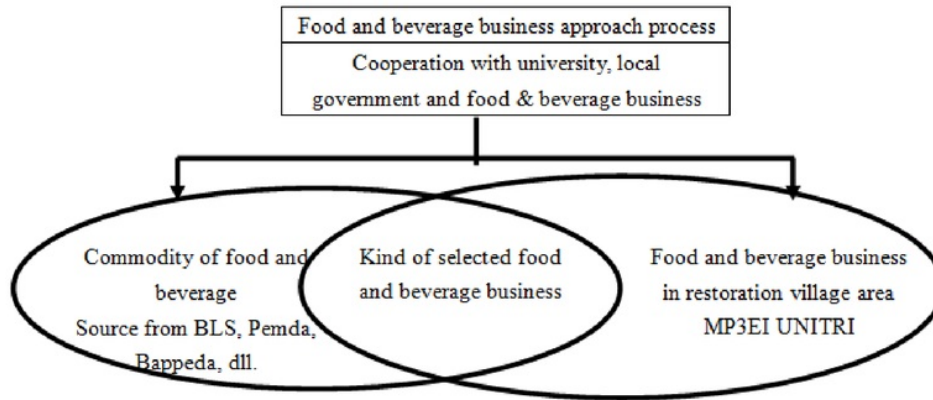 Food and beverage business approach process
Cooperation with university, local
government and food & beverage business
Commodity of food and
beverage
Source from BLS, Pemda,
Bappeda, dll.
Kind of selected food
and beverage business
Food and beverage business
in restoration village area
MP3EI UNITRI